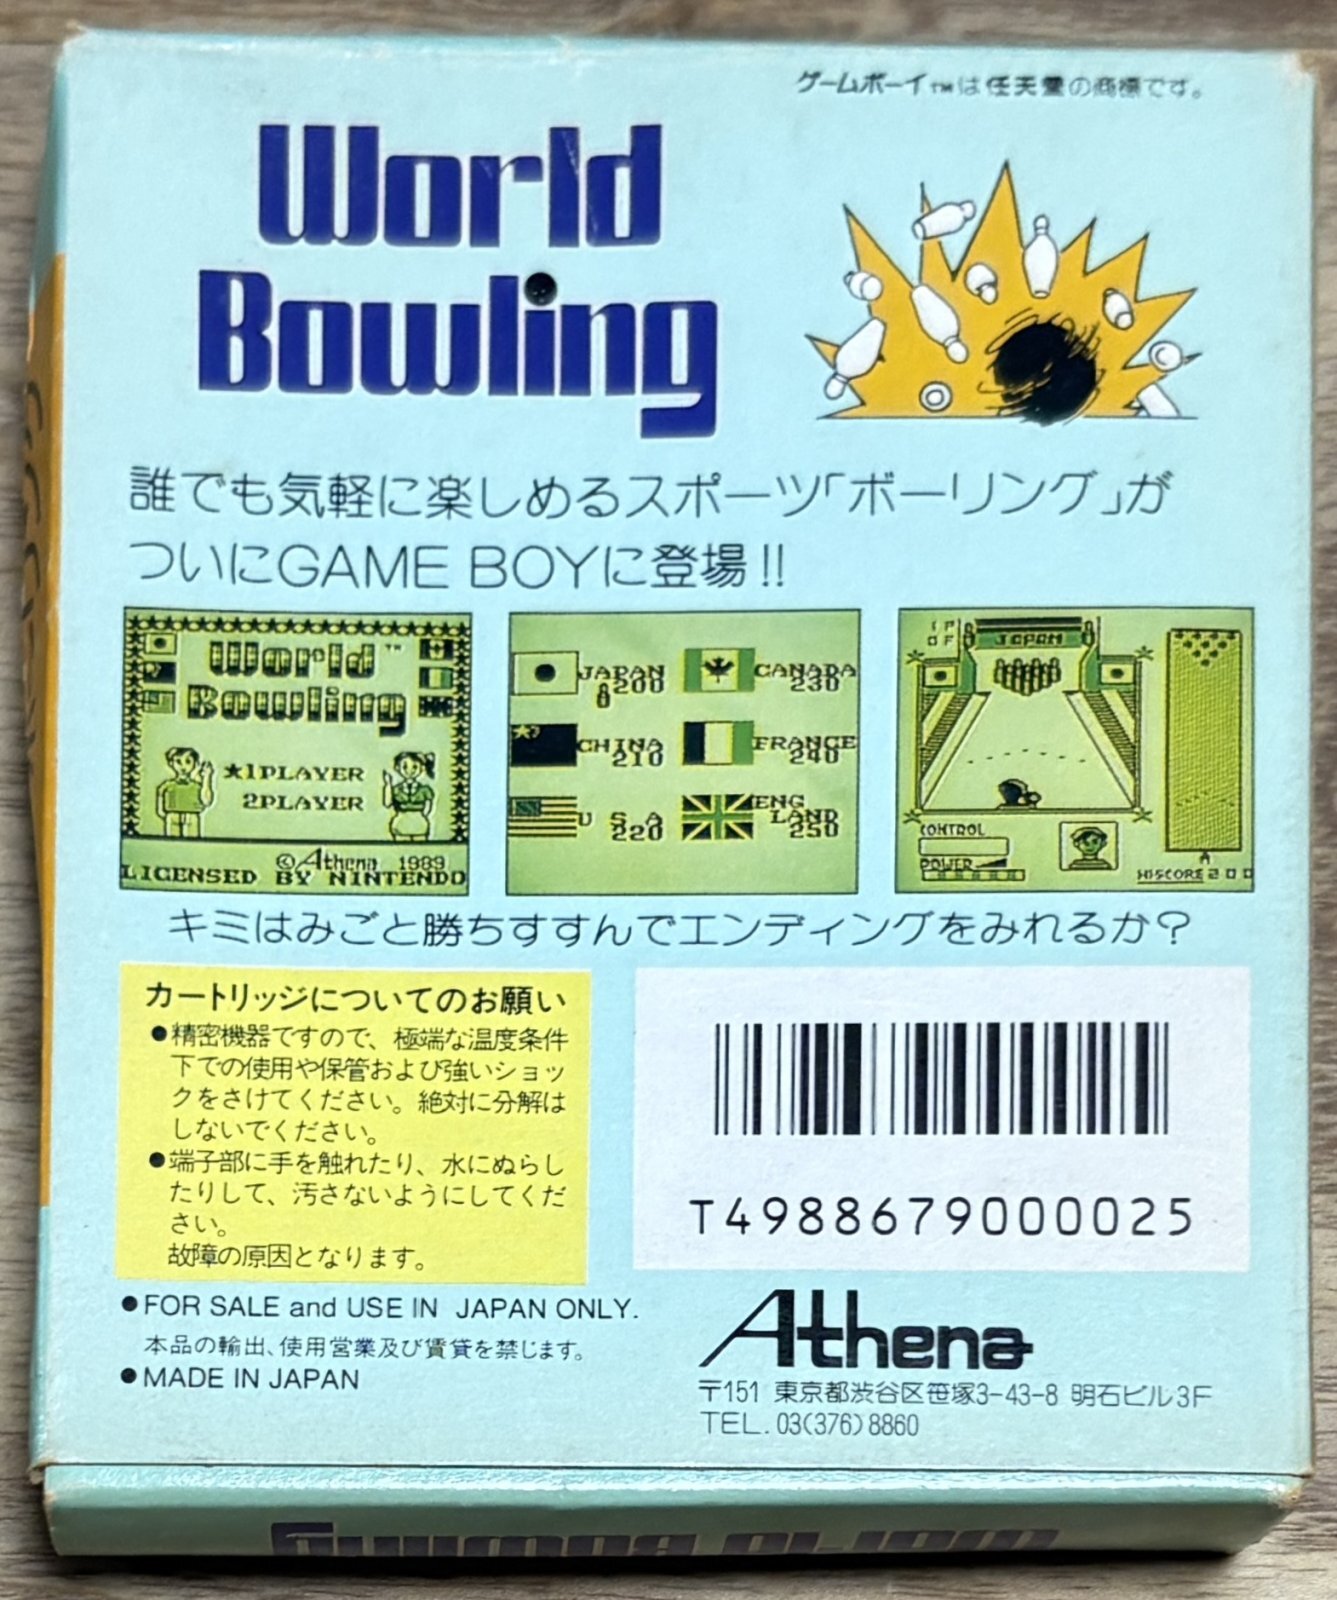 ゲームボーイ™は任天堂の商標です。
World
Bowling
誰でも気軽に楽しめるスポーツ「ボーリング」が
ついにGAME BOYに登場!!
World™
Bowling
★1PLAYER
2PLAYER
©Athena 1989
LICENSED BY NINTENDO
JAPAN
200
CANADA
230
CHINA
210
FRANCE
240
U S A
220
ENG
LAND
250
1P
0F
JAPAN
CONTROL
POWER
HISCORE200
キミはみごと勝ちすすんでエンディングをみれるか?
カートリッジについてのお願い
●精密機器ですので、極端な温度条件
下での使用や保管および強いショッ
クをさけてください。絶対に分解は
しないでください。
●端子部に手を触れたり、水にぬらし
たりして、汚さないようにしてくだ
さい。
故障の原因となります。
T4988679000025
●FOR SALE and USE IN JAPAN ONLY.
本品の輸出、使用営業及び賃貸を禁じます。
●MADE IN JAPAN
Athena
〒151 東京都渋谷区笹塚3-43-8 明石ビル3F
TEL. 03(376)8860
World Bowling